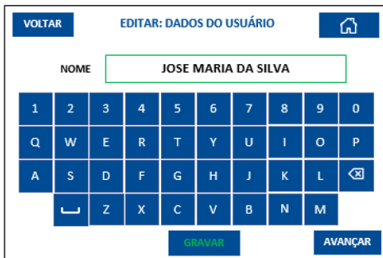 VOLTAR EDITAR: DADOS DO USUÁRIO
NOME JOSE MARIA DA SILVA
1 2 3 4 5 6 7 8 9 0
Q W E R T Y U I O P
A S D F G H J K L
Z X C V B N M
GRAVAR AVANÇAR